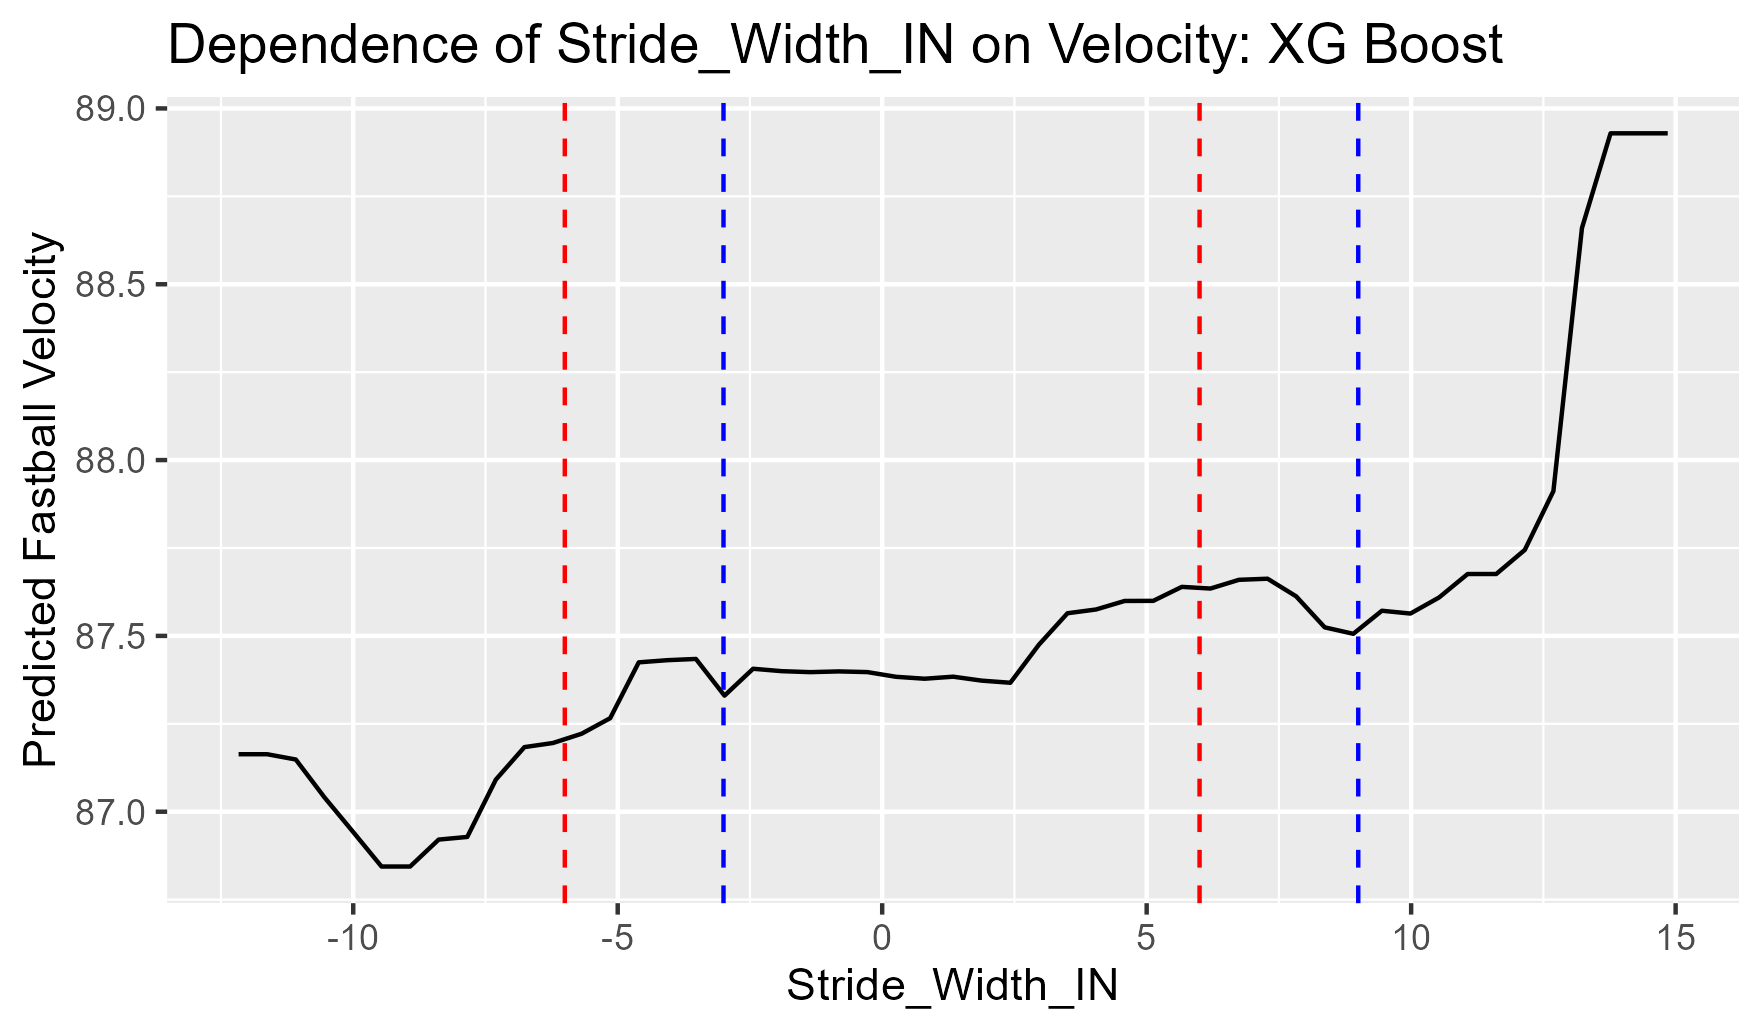 Dependence of Stride_Width_IN on Velocity: XG Boost
Predicted Fastball Velocity
89.0
88.5
88.0
87.5
87.0
-10 -5 0 5 10 15
Stride_Width_IN